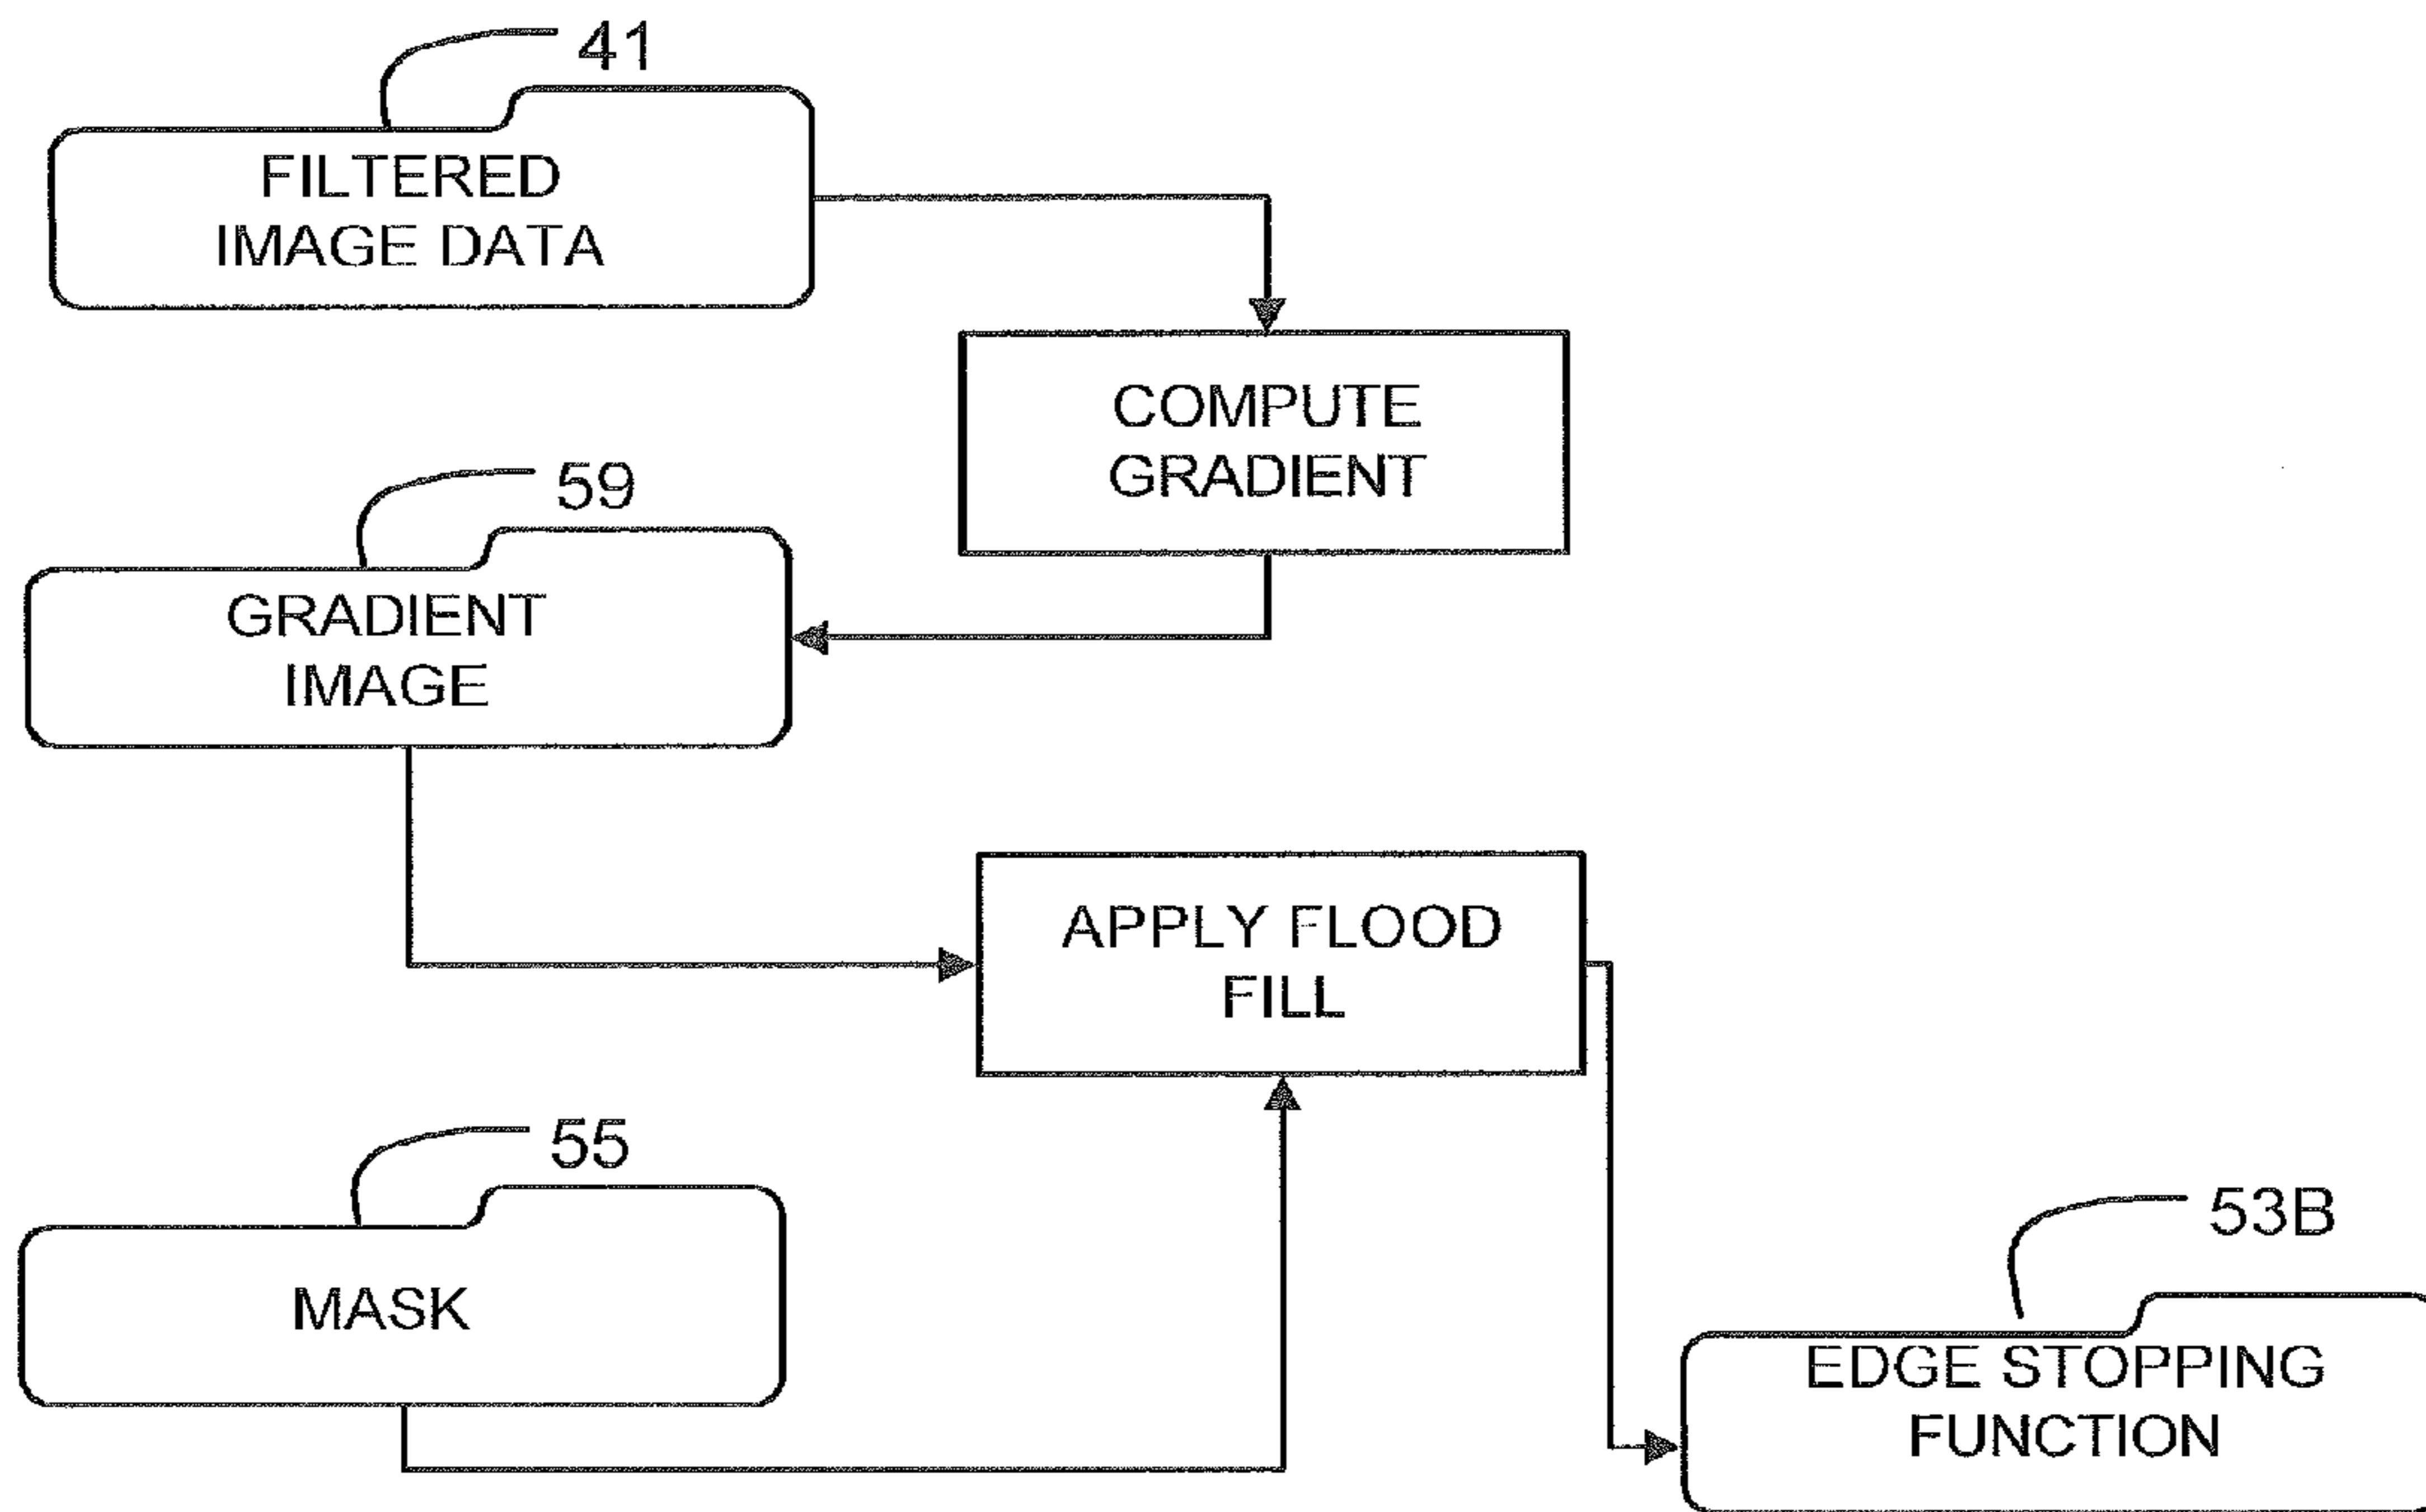 41
FILTERED
IMAGE DATA
COMPUTE
GRADIENT
59
GRADIENT
IMAGE
APPLY FLOOD
FILL
55
MASK
53B
EDGE STOPPING
FUNCTION